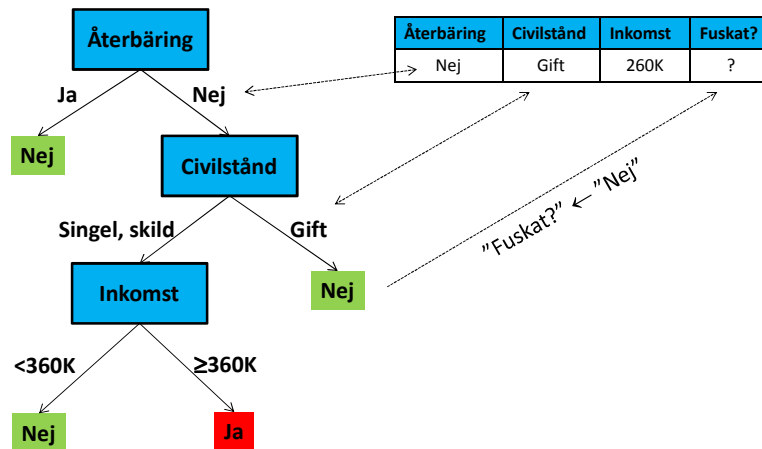 Återbäring
Ja
Nej
Nej
Civilstånd
Singel, skild
Gift
Nej
Inkomst
<360K
≥360K
Nej
Ja
Återbäring Civilstånd Inkomst Fuskat?
Nej Gift 260K ?
”Fuskat?” ← ”Nej”